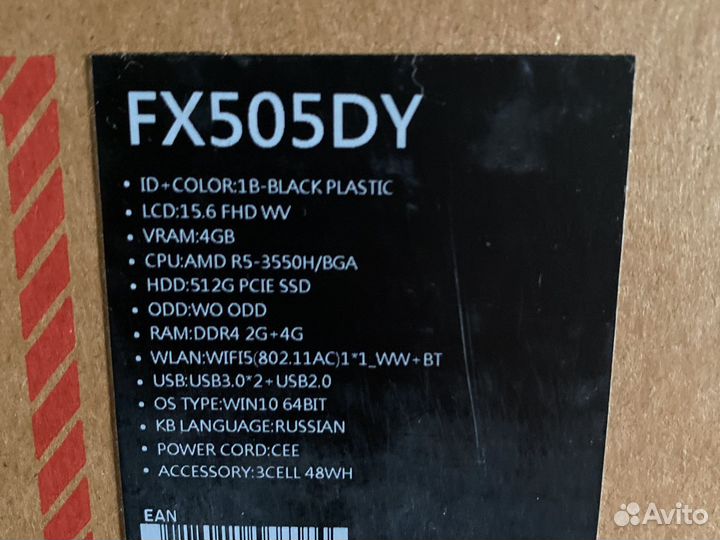 FX505DY
• ID+COLOR:1B-BLACK PLASTIC
• LCD:15.6 FHD WV
• VRAM:4GB
• CPU:AMD R5-3550H/BGA
• HDD:512G PCIE SSD
• ODD:WO ODD
• RAM:DDR4 2G+4G
• WLAN:WIFI5(802.11AC)1*1_WW+BT
• USB:USB3.0*2+USB2.0
• OS TYPE:WIN10 64BIT
• KB LANGUAGE:RUSSIAN
• POWER CORD:CEE
• ACCESSORY:3CELL 48WH
EAN
Avito